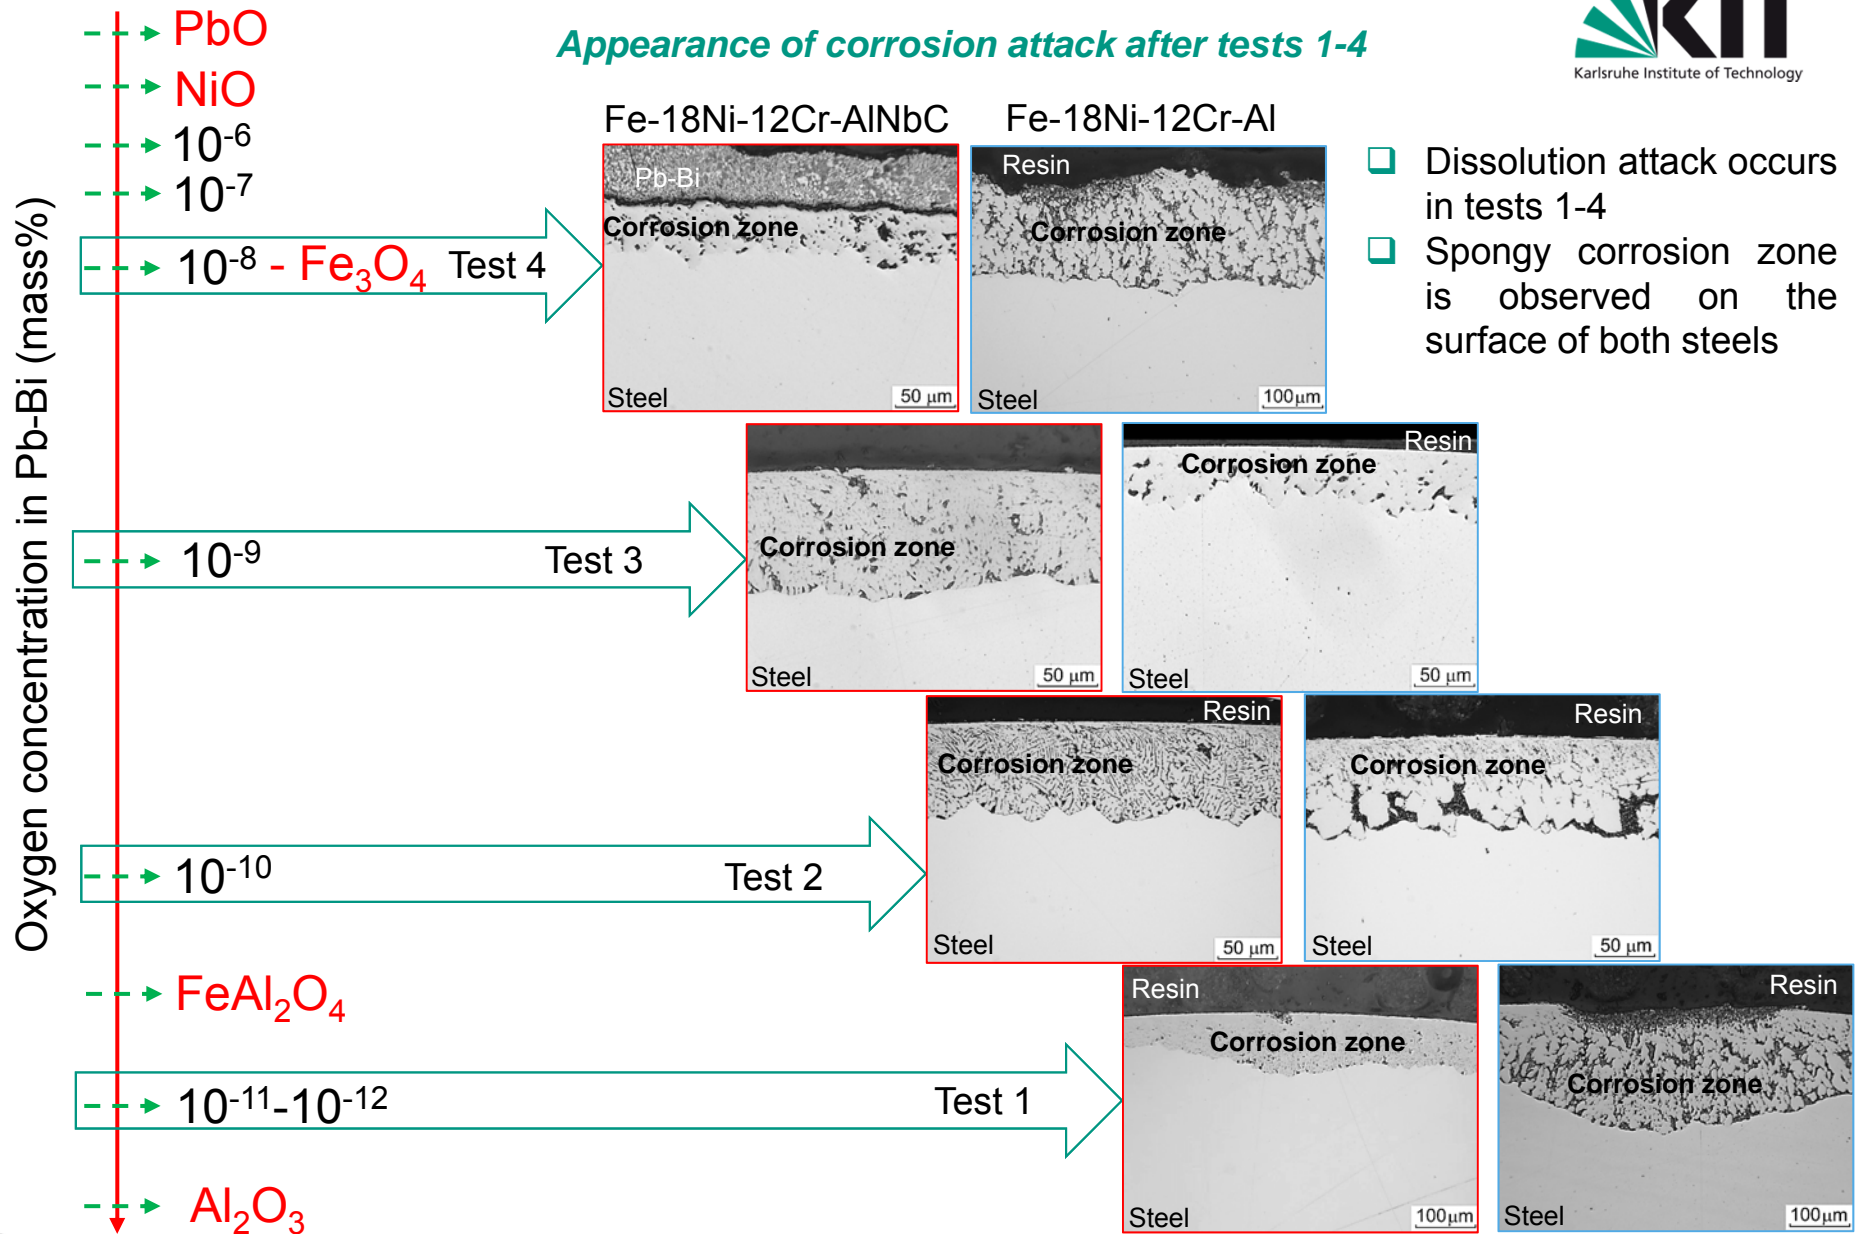 Appearance of corrosion attack after tests 1-4
KIT
Karlsruhe Institute of Technology
Oxygen concentration in Pb-Bi (mass%)
PbO
NiO
10⁻⁶
10⁻⁷
10⁻⁸ - Fe₃O₄ Test 4
Fe-18Ni-12Cr-AlNbC
Pb-Bi
Corrosion zone
Steel
50 µm
Fe-18Ni-12Cr-Al
Resin
Corrosion zone
Steel
100µm
❑ Dissolution attack occurs
in tests 1-4
❑ Spongy corrosion zone
is observed on the
surface of both steels
10⁻⁹ Test 3
Corrosion zone
Steel
50 µm
Resin
Corrosion zone
Steel
50 µm
10⁻¹⁰ Test 2
Resin
Corrosion zone
Steel
50 µm
Resin
Corrosion zone
Steel
50 µm
FeAl₂O₄
10⁻¹¹-10⁻¹² Test 1
Resin
Corrosion zone
Steel
100µm
Resin
Corrosion zone
Steel
100µm
Al₂O₃